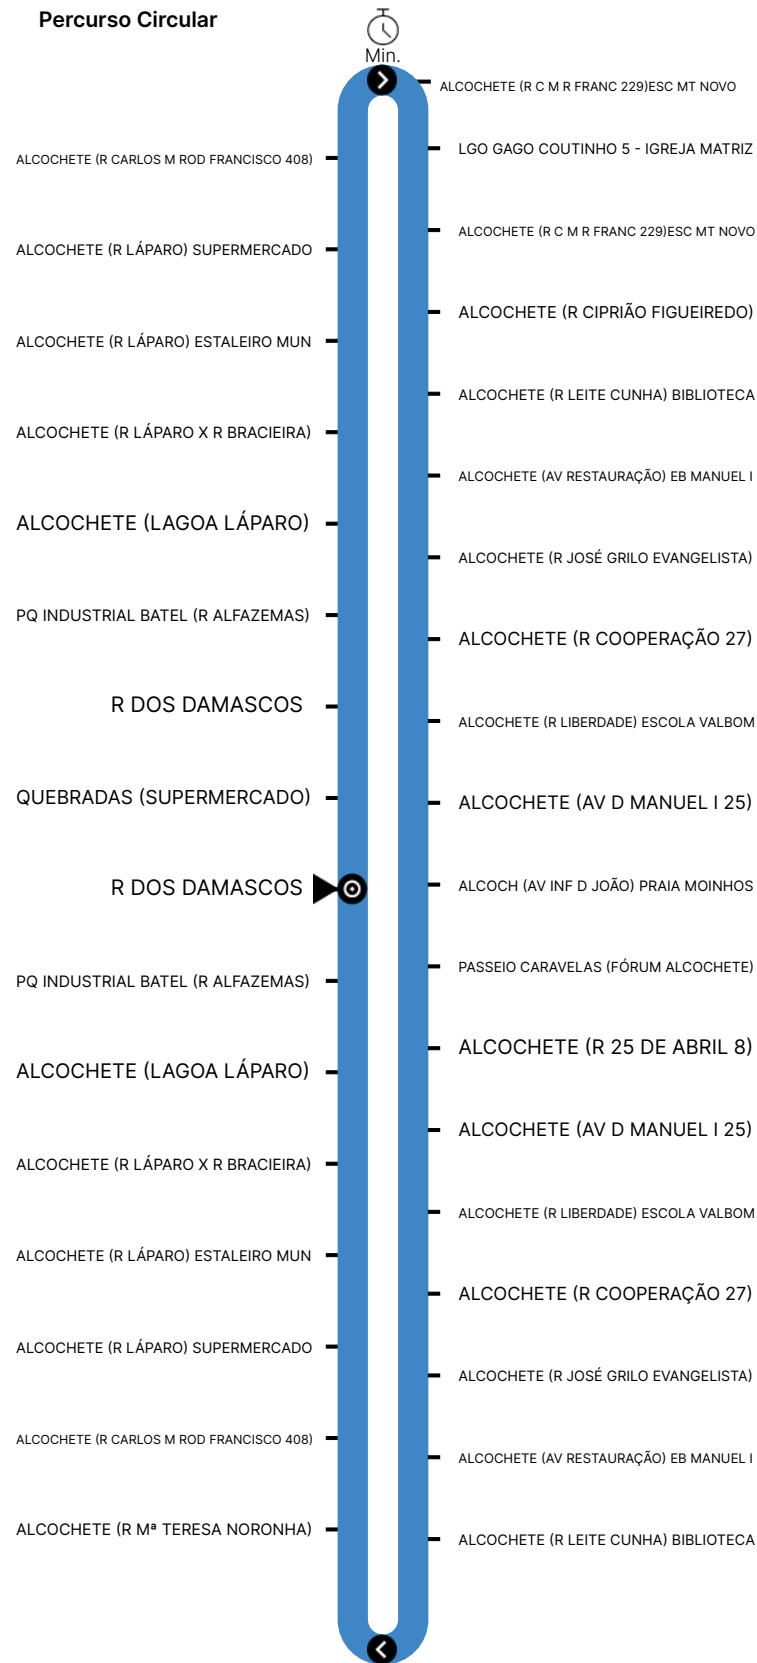 Percurso Circular
Min.
ALCOCHETE (R C M R FRANC 229)ESC MT NOVO
LGO GAGO COUTINHO 5 - IGREJA MATRIZ
ALCOCHETE (R C M R FRANC 229)ESC MT NOVO
ALCOCHETE (R CIPRIÃO FIGUEIREDO)
ALCOCHETE (R LEITE CUNHA) BIBLIOTECA
ALCOCHETE (AV RESTAURAÇÃO) EB MANUEL I
ALCOCHETE (R JOSÉ GRILO EVANGELISTA)
ALCOCHETE (R COOPERAÇÃO 27)
ALCOCHETE (R LIBERDADE) ESCOLA VALBOM
ALCOCHETE (AV D MANUEL I 25)
ALCOCH (AV INF D JOÃO) PRAIA MOINHOS
PASSEIO CARAVELAS (FÓRUM ALCOCHETE)
ALCOCHETE (R 25 DE ABRIL 8)
ALCOCHETE (AV D MANUEL I 25)
ALCOCHETE (R LIBERDADE) ESCOLA VALBOM
ALCOCHETE (R COOPERAÇÃO 27)
ALCOCHETE (R JOSÉ GRILO EVANGELISTA)
ALCOCHETE (AV RESTAURAÇÃO) EB MANUEL I
ALCOCHETE (R LEITE CUNHA) BIBLIOTECA
ALCOCHETE (R CARLOS M ROD FRANCISCO 408)
ALCOCHETE (R LÁPARO) SUPERMERCADO
ALCOCHETE (R LÁPARO) ESTALEIRO MUN
ALCOCHETE (R LÁPARO X R BRACIEIRA)
ALCOCHETE (LAGOA LÁPARO)
PQ INDUSTRIAL BATEL (R ALFAZEMAS)
R DOS DAMASCOS
QUEBRADAS (SUPERMERCADO)
R DOS DAMASCOS
PQ INDUSTRIAL BATEL (R ALFAZEMAS)
ALCOCHETE (LAGOA LÁPARO)
ALCOCHETE (R LÁPARO X R BRACIEIRA)
ALCOCHETE (R LÁPARO) ESTALEIRO MUN
ALCOCHETE (R LÁPARO) SUPERMERCADO
ALCOCHETE (R CARLOS M ROD FRANCISCO 408)
ALCOCHETE (R Mª TERESA NORONHA)